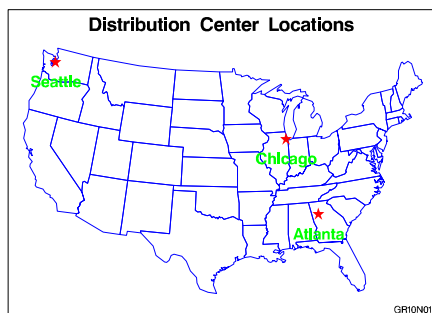 Distribution Center Locations
Seattle
Chicago
Atlanta
GR10N01